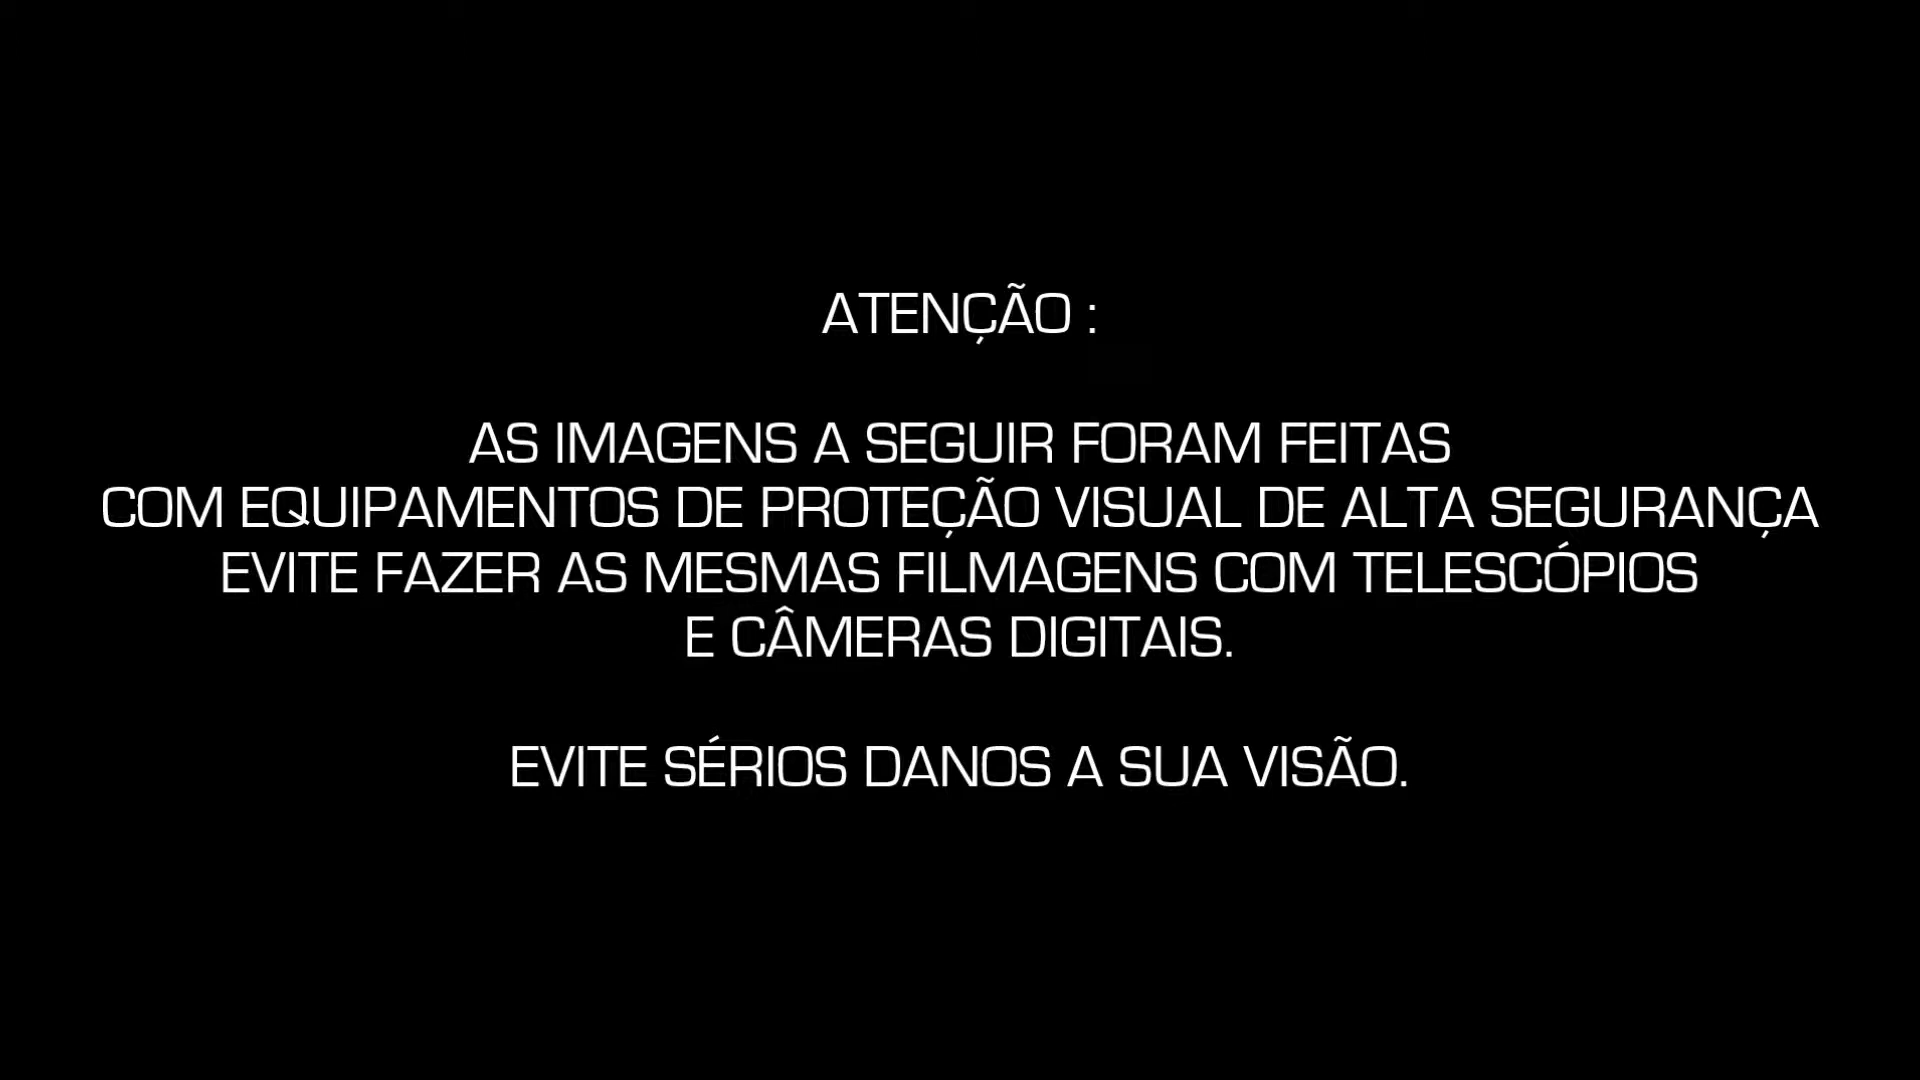 ATENÇÃO :
AS IMAGENS A SEGUIR FORAM FEITAS
COM EQUIPAMENTOS DE PROTEÇÃO VISUAL DE ALTA SEGURANÇA
EVITE FAZER AS MESMAS FILMAGENS COM TELESCÓPIOS
E CÂMERAS DIGITAIS.
EVITE SÉRIOS DANOS A SUA VISÃO.